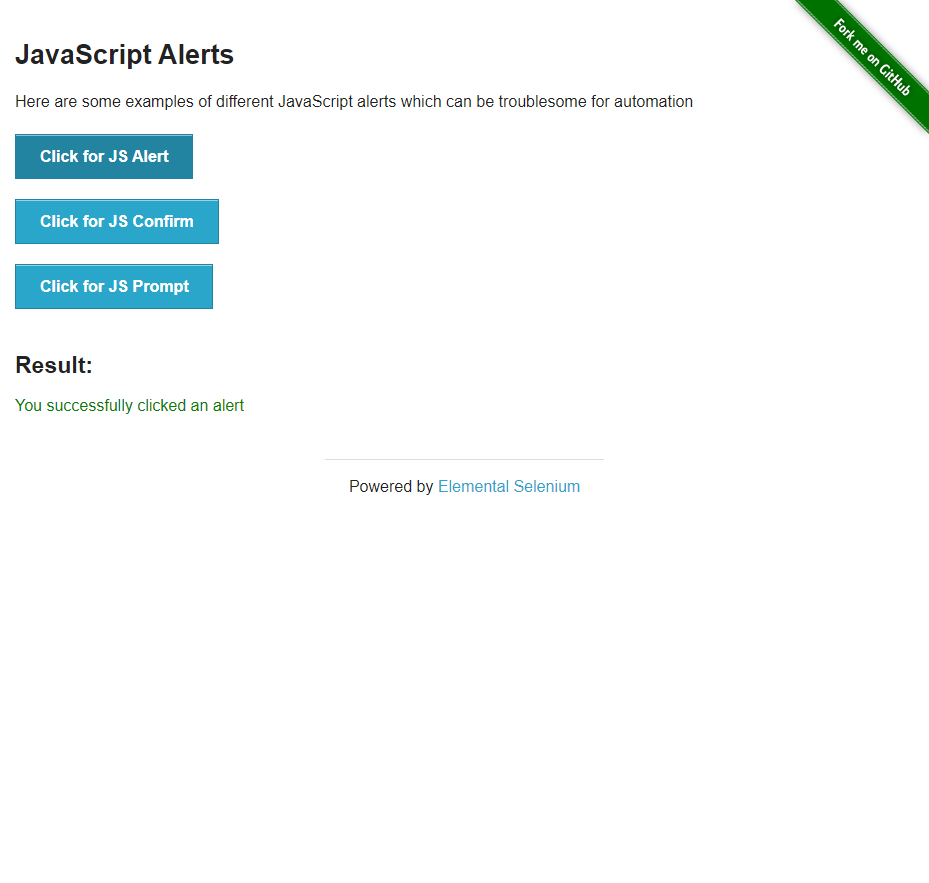 Fork me on GitHub
JavaScript Alerts
Here are some examples of different JavaScript alerts which can be troublesome for automation
Click for JS Alert
Click for JS Confirm
Click for JS Prompt
Result:
You successfully clicked an alert
Powered by Elemental Selenium